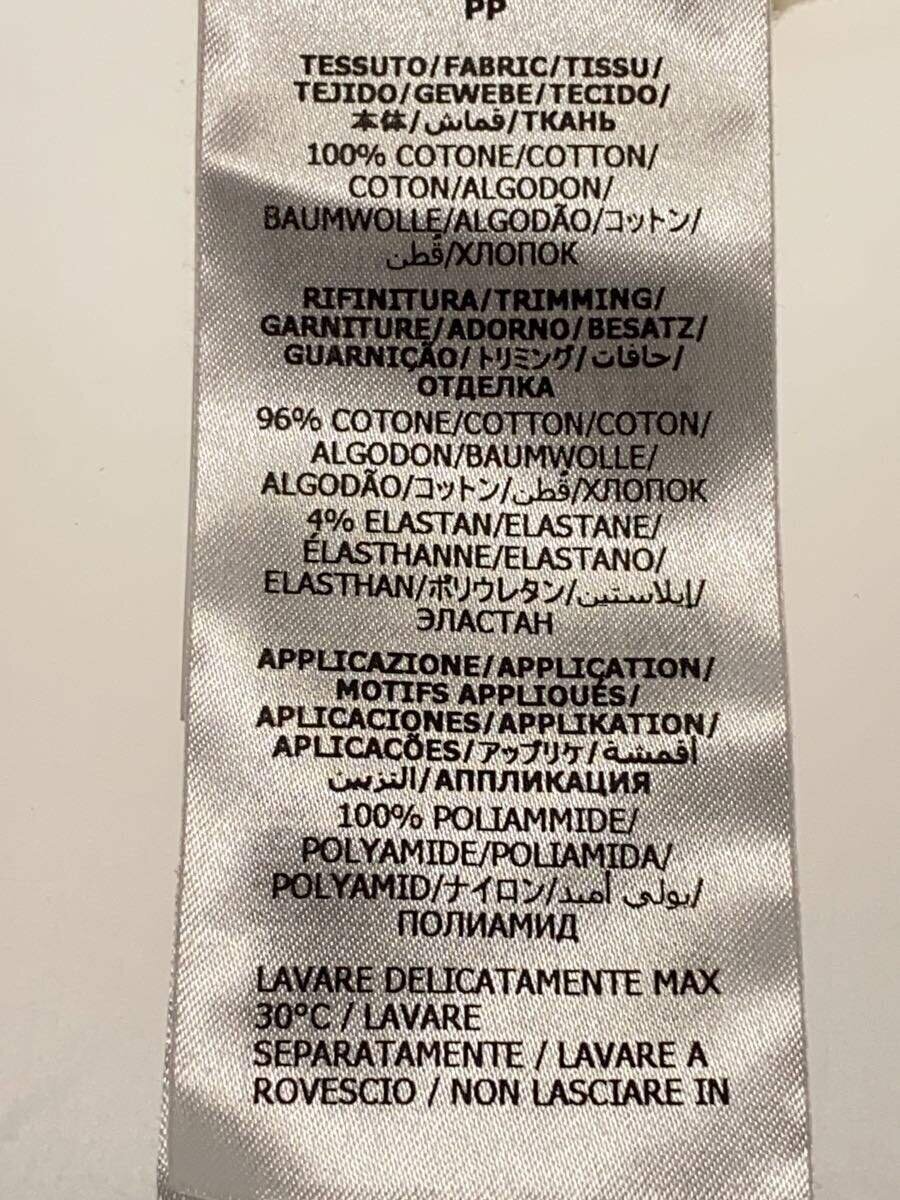 PP
TESSUTO/FABRIC/TISSU/
TEJIDO/GEWEBE/TECIDO/
本体/قماش/ТКАНЬ
100% COTONE/COTTON/
COTON/ALGODON/
BAUMWOLLE/ALGODÃO/コットン/
قطن/ХЛОПОК
RIFINITURA/TRIMMING/
GARNITURE/ADORNO/BESATZ/
GUARNIÇÃO/トリミング/حافات/
ОТДЕЛКА
96% COTONE/COTTON/COTON/
ALGODON/BAUMWOLLE/
ALGODÃO/コットン/قطن/ХЛОПОК
4% ELASTAN/ELASTANE/
ÉLASTHANNE/ELASTANO/
ELASTHAN/ポリウレタン/إيلاستين/
ЭЛАСТАН
APPLICAZIONE/APPLICATION/
MOTIFS APPLIQUÉS/
APLICACIONES/APPLIKATION/
APLICACÕES/アップリケ/أقمشة
التزيين/АППЛИКАЦИЯ
100% POLIAMMIDE/
POLYAMIDE/POLIAMIDA/
POLYAMID/ナイロン/بولي أميد/
ПОЛИАМИД
LAVARE DELICATAMENTE MAX
30°C / LAVARE
SEPARATAMENTE / LAVARE A
ROVESCIO / NON LASCIARE IN